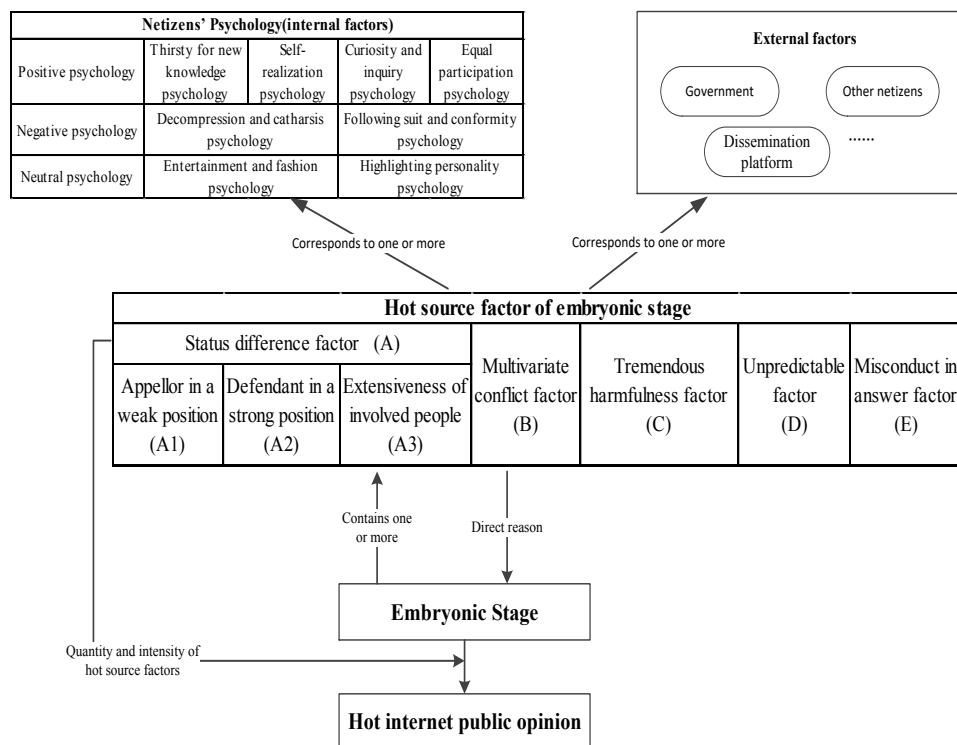 Netizens' Psychology(internal factors)
Positive psychology
Thirsty for new
knowledge
psychology
Self-
realization
psychology
Curiosity and
inquiry
psychology
Equal
participation
psychology
Negative psychology
Decompression and catharsis
psychology
Following suit and conformity
psychology
Neutral psychology
Entertainment and fashion
psychology
Highlighting personality
psychology
External factors
Government
Other netizens
Dissemination
platform
......
Corresponds to one or more
Corresponds to one or more
Hot source factor of embryonic stage
Status difference factor (A)
Appellor in a
weak position
(A1)
Defendant in a
strong position
(A2)
Extensiveness of
involved people
(A3)
Multivariate
conflict factor
(B)
Tremendous
harmfulness factor
(C)
Unpredictable
factor
(D)
Misconduct in
answer factor
(E)
Contains one
or more
Direct reason
Embryonic Stage
Quantity and intensity of
hot source factors
Hot internet public opinion